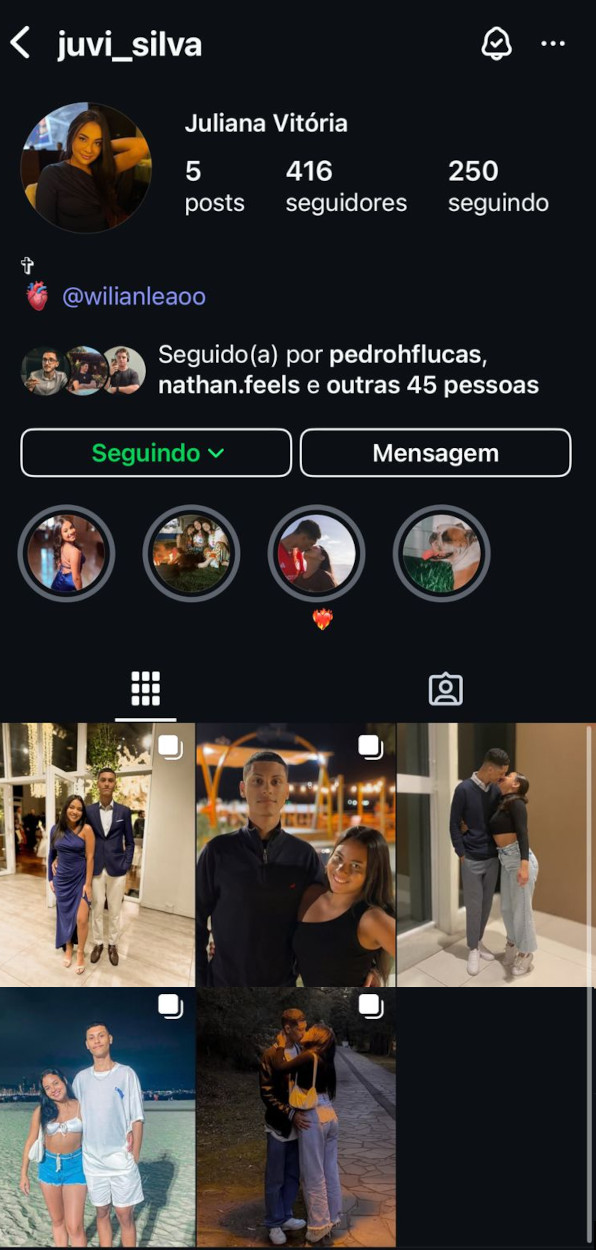 juvi_silva
Juliana Vitória
5 416 250
posts seguidores seguindo
✞
🫀 @wilianleaoo
Seguido(a) por pedrohflucas,
nathan.feels e outras 45 pessoas
Seguindo Mensagem
❤️‍🔥